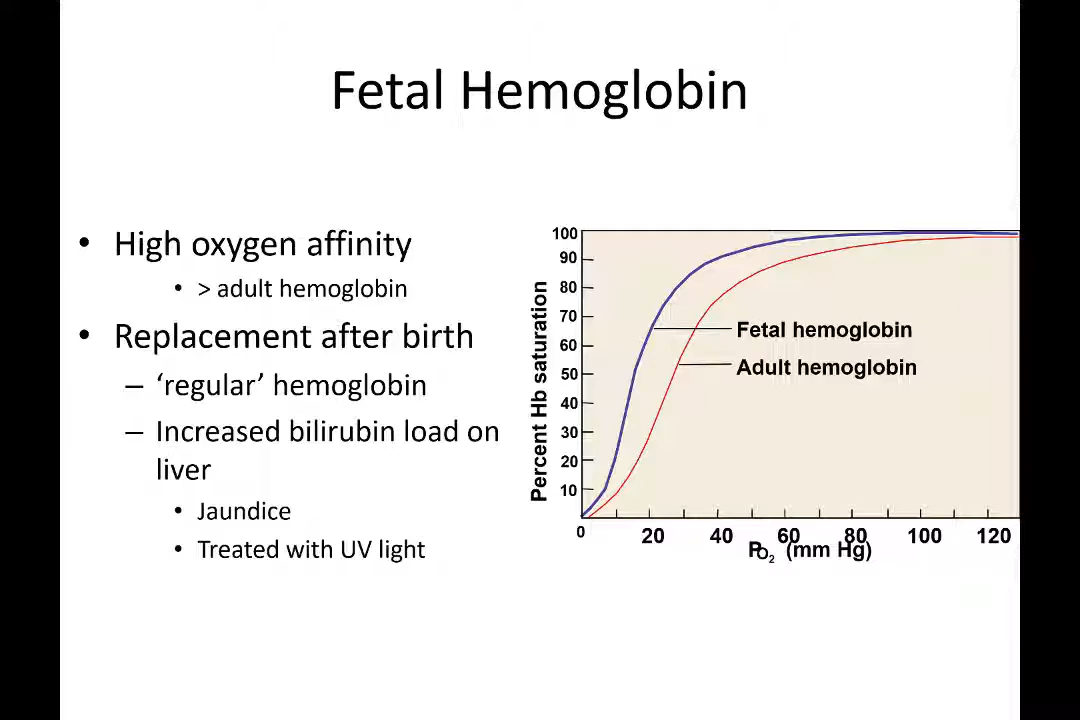 Fetal Hemoglobin
• High oxygen affinity
• > adult hemoglobin
• Replacement after birth
– ‘regular’ hemoglobin
– Increased bilirubin load on
liver
• Jaundice
• Treated with UV light
Percent Hb saturation
100
90
80
70
60
50
40
30
20
10
Fetal hemoglobin
Adult hemoglobin
0 20 40 60 80 100 120
PO2 (mm Hg)